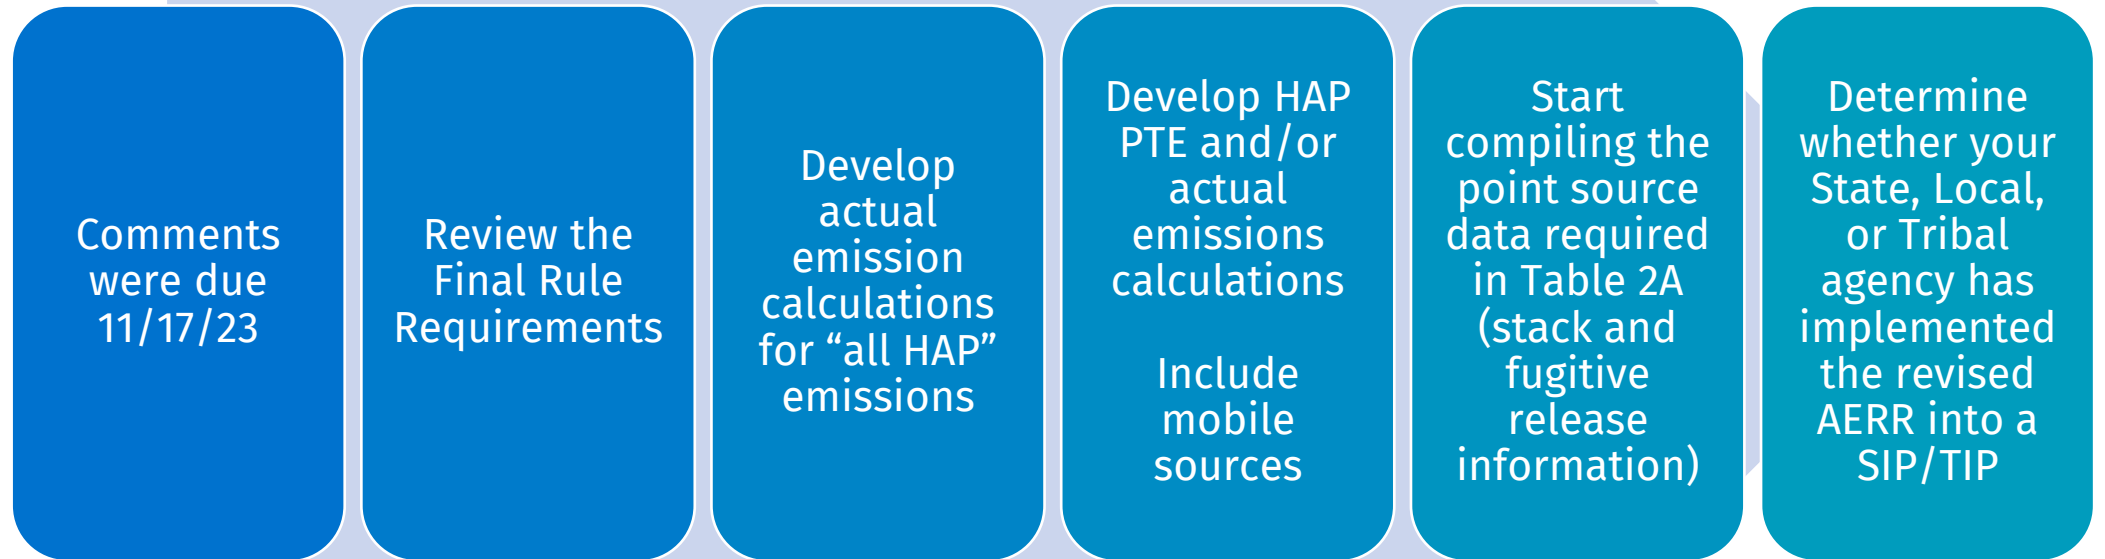 Comments
were due
11/17/23
Review the
Final Rule
Requirements
Develop
actual
emission
calculations
for “all HAP”
emissions
Develop HAP
PTE and/or
actual
emissions
calculations
Include
mobile
sources
Start
compiling the
point source
data required
in Table 2A
(stack and
fugitive
release
information)
Determine
whether your
State, Local,
or Tribal
agency has
implemented
the revised
AERR into a
SIP/TIP